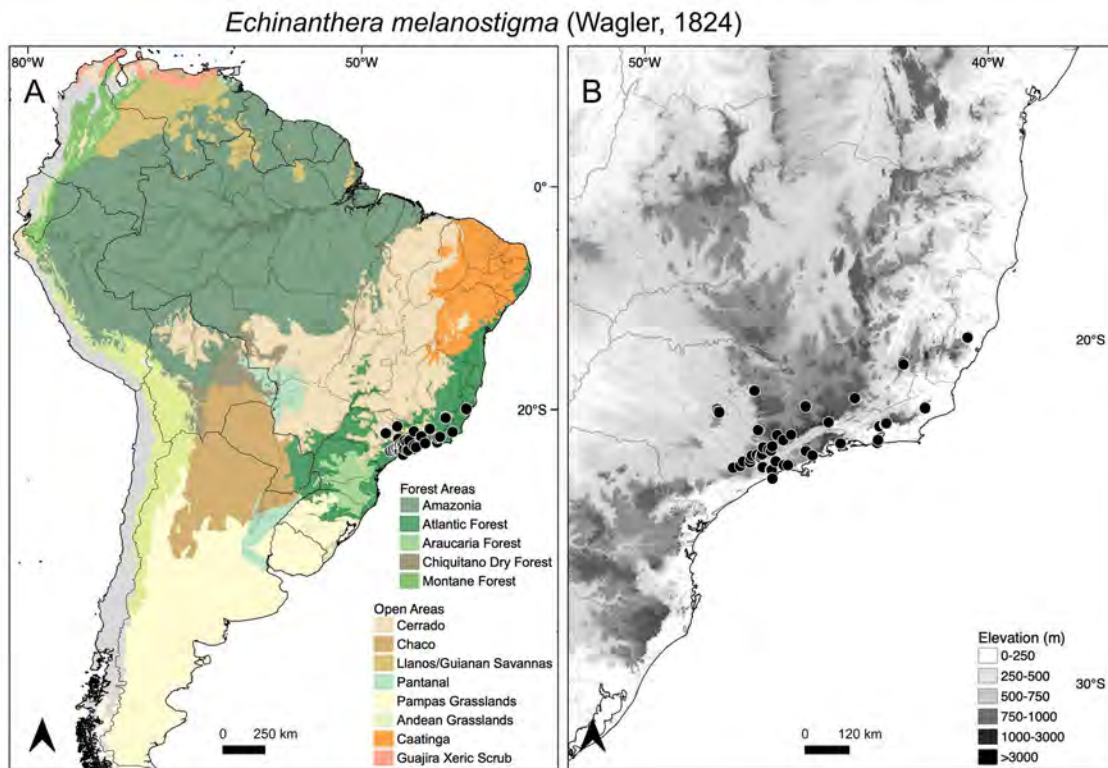 Echinanthera melanostigma (Wagler, 1824)
A
80°W
50°W
0°
20°S
Forest Areas
Amazonia
Atlantic Forest
Araucaria Forest
Chiquitano Dry Forest
Montane Forest
Open Areas
Cerrado
Chaco
Llanos/Guianan Savannas
Pantanal
Pampas Grasslands
Andean Grasslands
Caatinga
Guajira Xeric Scrub
0 250 km
B
50°W
40°W
20°S
30°S
Elevation (m)
0-250
250-500
500-750
750-1000
1000-3000
>3000
0 120 km